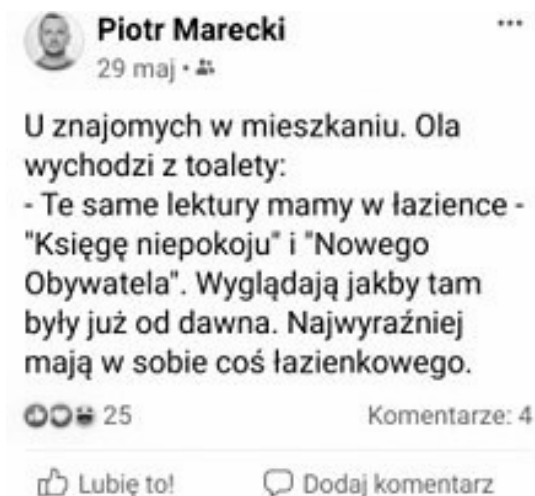 Piotr Marecki
29 maj •
U znajomych w mieszkaniu. Ola
wychodzi z toalety:
- Te same lektury mamy w łazience -
"Księgę niepokoju" i "Nowego
Obywatela". Wyglądają jakby tam
były już od dawna. Najwyraźniej
mają w sobie coś łazienkowego.
25 Komentarze: 4
Lubię to! Dodaj komentarz